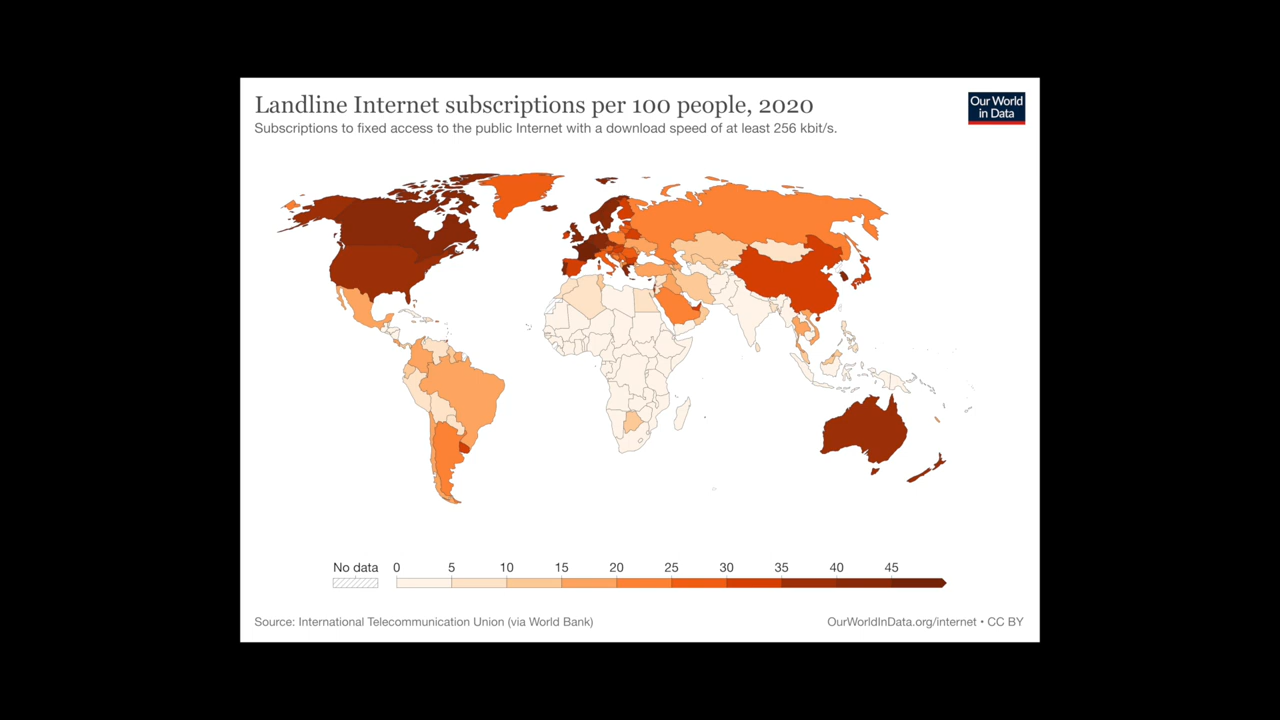 Landline Internet subscriptions per 100 people, 2020
Subscriptions to fixed access to the public Internet with a download speed of at least 256 kbit/s.
Our World
in Data
No data 0 5 10 15 20 25 30 35 40 45
Source: International Telecommunication Union (via World Bank)
OurWorldInData.org/internet • CC BY